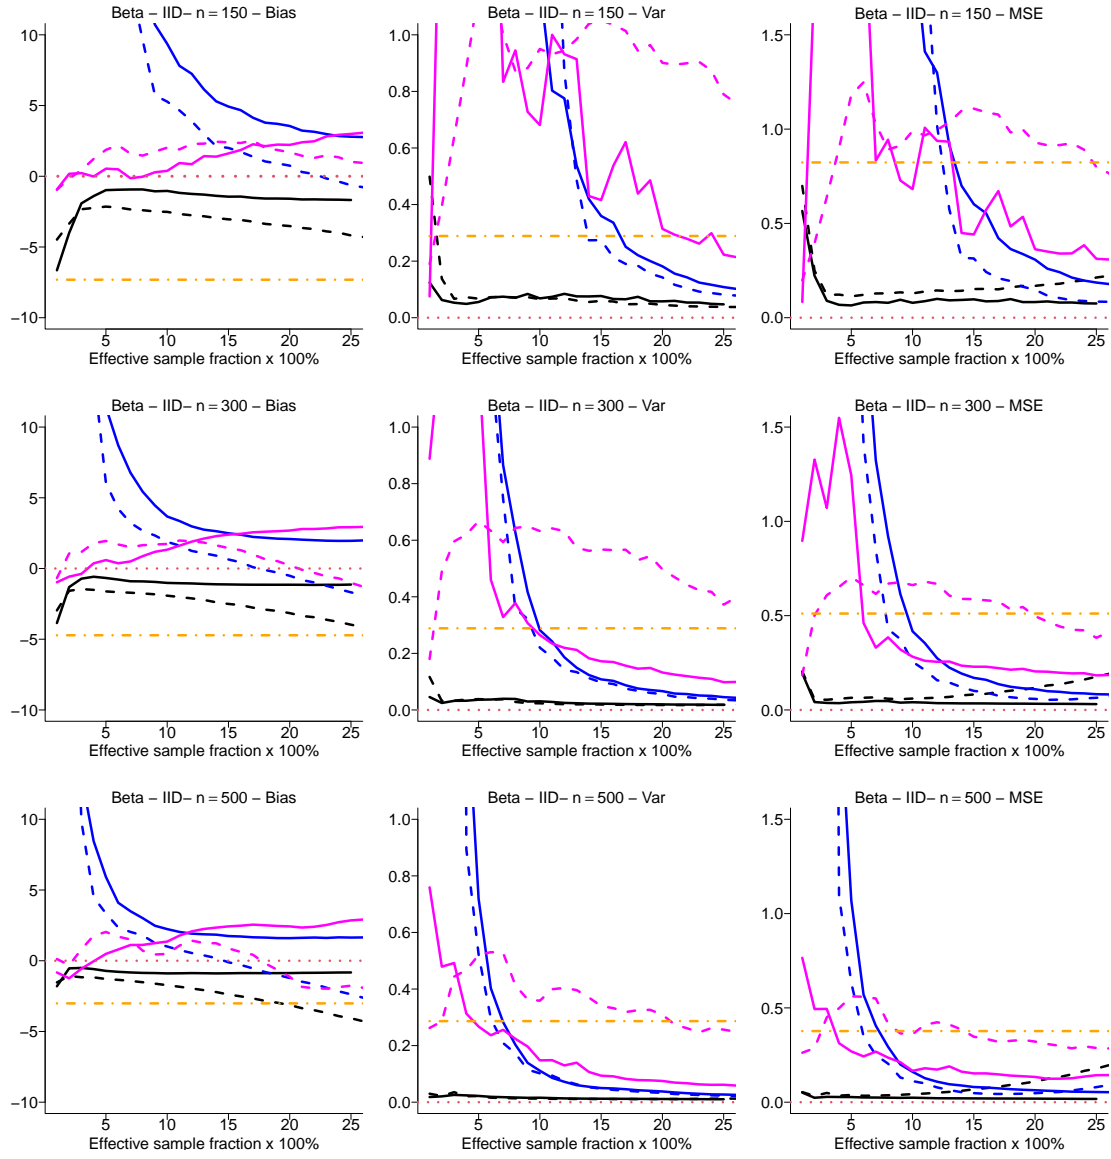 Beta − IID− n = 150 − Bias
10
5
0
−5
−10
5 10 15 20 25
Effective sample fraction x 100%
Beta − IID− n = 150 − Var
1.0
0.8
0.6
0.4
0.2
0.0
5 10 15 20 25
Effective sample fraction x 100%
Beta − IID− n = 150 − MSE
1.5
1.0
0.5
0.0
5 10 15 20 25
Effective sample fraction x 100%
Beta − IID− n = 300 − Bias
10
5
0
−5
−10
5 10 15 20 25
Effective sample fraction x 100%
Beta − IID− n = 300 − Var
1.0
0.8
0.6
0.4
0.2
0.0
5 10 15 20 25
Effective sample fraction x 100%
Beta − IID− n = 300 − MSE
1.5
1.0
0.5
0.0
5 10 15 20 25
Effective sample fraction x 100%
Beta − IID− n = 500 − Bias
10
5
0
−5
−10
5 10 15 20 25
Effective sample fraction x 100%
Beta − IID− n = 500 − Var
1.0
0.8
0.6
0.4
0.2
0.0
5 10 15 20 25
Effective sample fraction x 100%
Beta − IID− n = 500 − MSE
1.5
1.0
0.5
0.0
5 10 15 20 25
Effective sample fraction x 100%